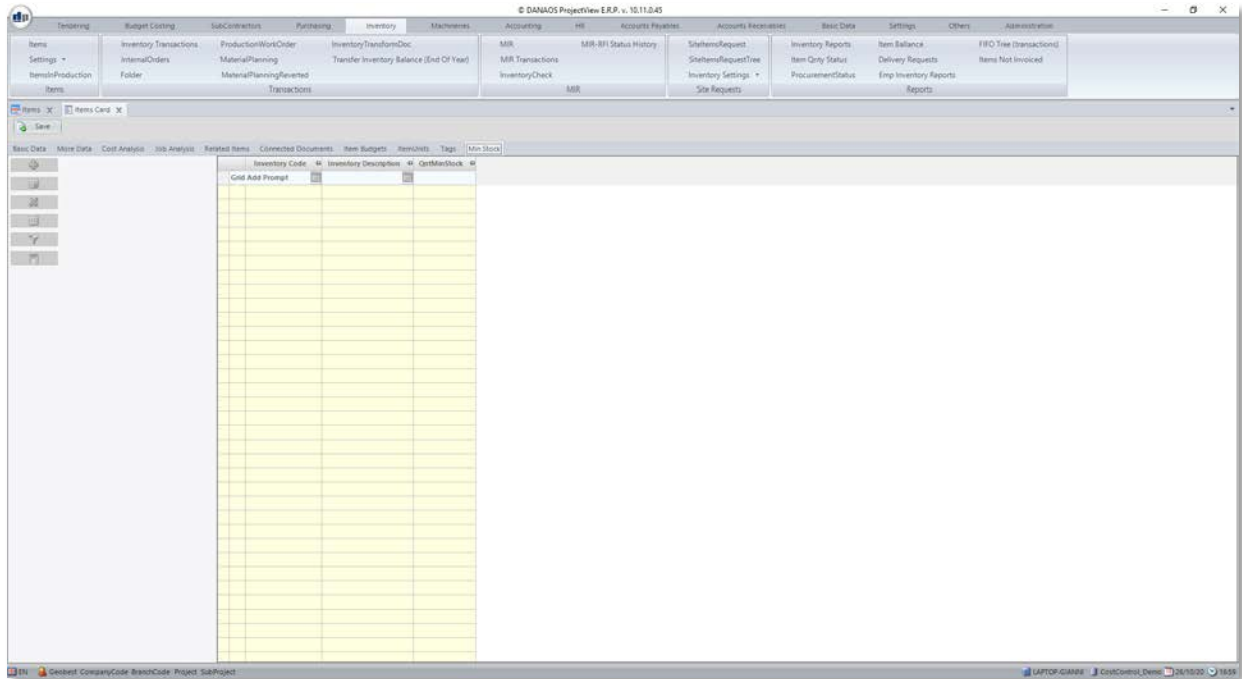 © DANAOS ProjectView E.R.P. v. 10.11.0.45
Tendering Budget Costing SubContractors Purchasing Inventory Machineries Accounting HR Accounts Payables Accounts Receivables Basic Data Settings Others Administration
Items Inventory Transactions ProductionWorkOrder InventoryTransformDoc MIR MIR-RFI Status History SiteItemsRequest Inventory Reports Item Ballance FIFO Tree (transactions)
Settings InternalOrders MaterialPlanning Transfer Inventory Balance (End Of Year) MIR Transactions SiteItemsRequestTree Item Qnty Status Delivery Requests Items Not Invoiced
ItemsInProduction Folder MaterialPlanningReverted InventoryCheck Inventory Settings ProcurementStatus Emp Inventory Reports
Items Transactions MIR Site Requests Reports
Items X Items Card X
Save
Basic Data More Data Cost Analysis Job Analysis Related Items Connected Documents Item Budgets ItemUnits Tags Min Stock
Inventory Code Inventory Description QntMinStock
Grid Add Prompt
EN Genbest CompanyCode BranchCode Project SubProject LAPTOP-GIANNI CostControl_Demo 26/10/20 16:59